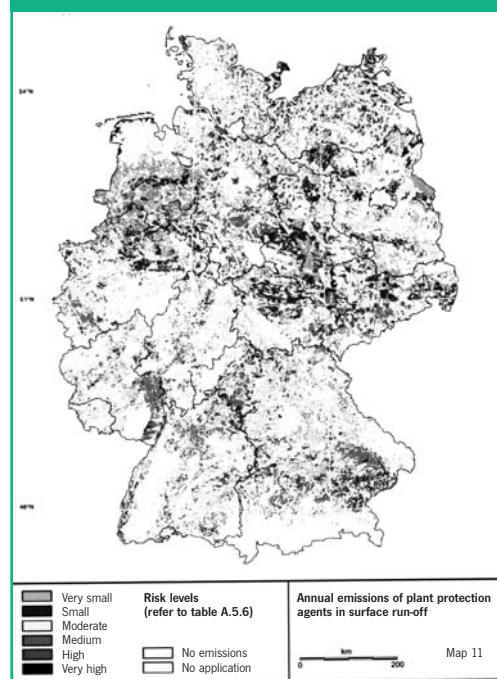 54°N
51°N
48°N
Very small
Small
Moderate
Medium
High
Very high
Risk levels
(refer to table A.5.6)
No emissions
No application
Annual emissions of plant protection
agents in surface run-off
km
0 200
Map 11